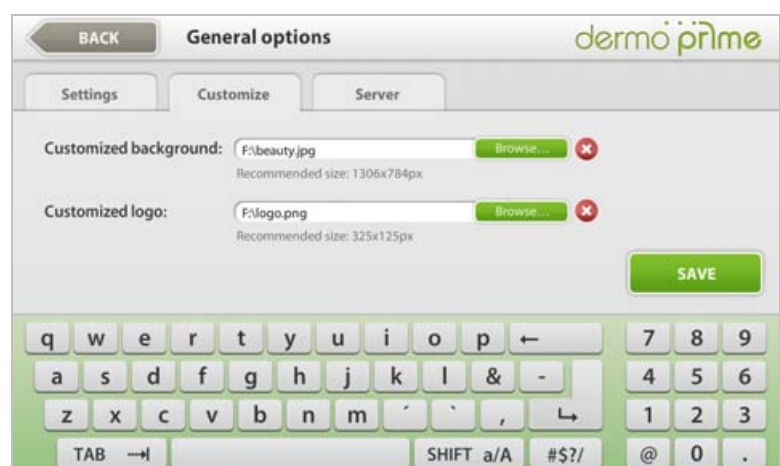 BACK General options dermo prime
Settings Customize Server
Customized background: F:\beauty.jpg Browse...
Recommended size: 1306x784px
Customized logo: F:\logo.png Browse...
Recommended size: 325x125px
SAVE
q w e r t y u i o p ← 7 8 9
a s d f g h j k l & - 4 5 6
z x c v b n m ´ ` , ↵ 1 2 3
TAB SHIFT a/A #$?/ @ 0 .